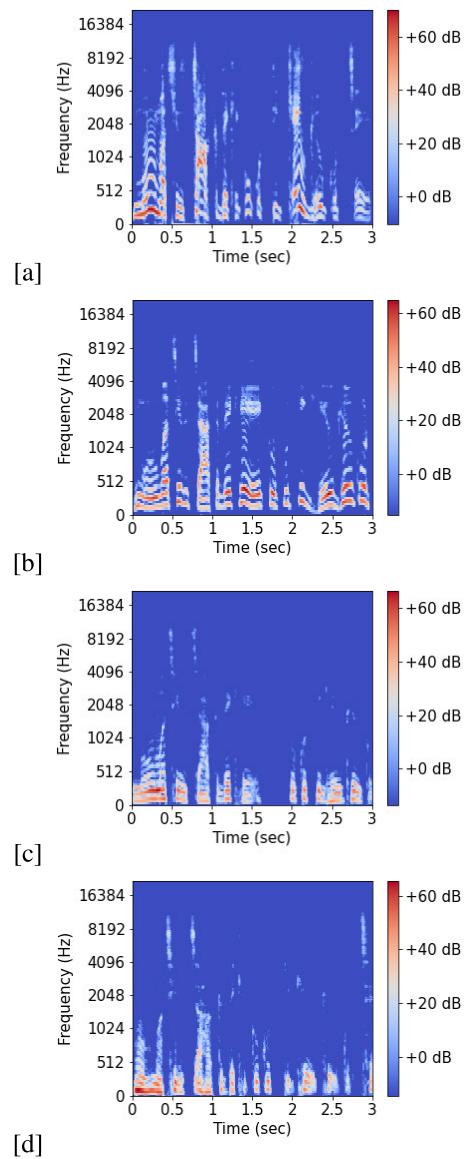 16384
8192
4096
2048
1024
512
0
Frequency (Hz)
0 0.5 1 1.5 2 2.5 3
Time (sec)
+60 dB
+40 dB
+20 dB
+0 dB
[a]
16384
8192
4096
2048
1024
512
0
Frequency (Hz)
0 0.5 1 1.5 2 2.5 3
Time (sec)
+60 dB
+40 dB
+20 dB
+0 dB
[b]
16384
8192
4096
2048
1024
512
0
Frequency (Hz)
0 0.5 1 1.5 2 2.5 3
Time (sec)
+60 dB
+40 dB
+20 dB
+0 dB
[c]
16384
8192
4096
2048
1024
512
0
Frequency (Hz)
0 0.5 1 1.5 2 2.5 3
Time (sec)
+60 dB
+40 dB
+20 dB
+0 dB
[d]